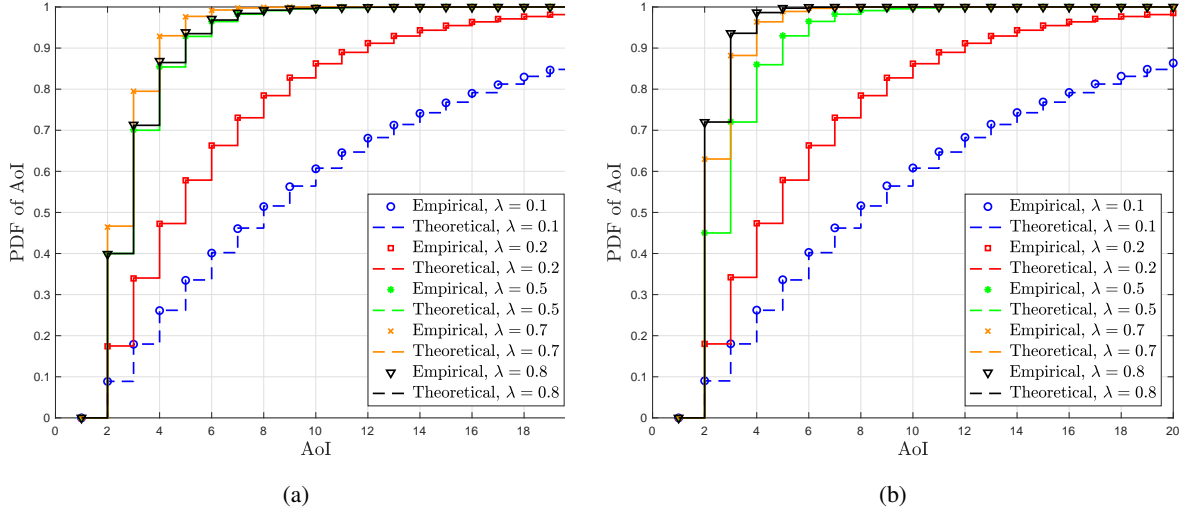 1
0.9
0.8
0.7
0.6
0.5
0.4
0.3
0.2
0.1
0
PDF of AoI
0 2 4 6 8 10 12 14 16 18
AoI
Empirical, λ = 0.1
Theoretical, λ = 0.1
Empirical, λ = 0.2
Theoretical, λ = 0.2
Empirical, λ = 0.5
Theoretical, λ = 0.5
Empirical, λ = 0.7
Theoretical, λ = 0.7
Empirical, λ = 0.8
Theoretical, λ = 0.8
(a)
1
0.9
0.8
0.7
0.6
0.5
0.4
0.3
0.2
0.1
0
PDF of AoI
0 2 4 6 8 10 12 14 16 18 20
AoI
Empirical, λ = 0.1
Theoretical, λ = 0.1
Empirical, λ = 0.2
Theoretical, λ = 0.2
Empirical, λ = 0.5
Theoretical, λ = 0.5
Empirical, λ = 0.7
Theoretical, λ = 0.7
Empirical, λ = 0.8
Theoretical, λ = 0.8
(b)